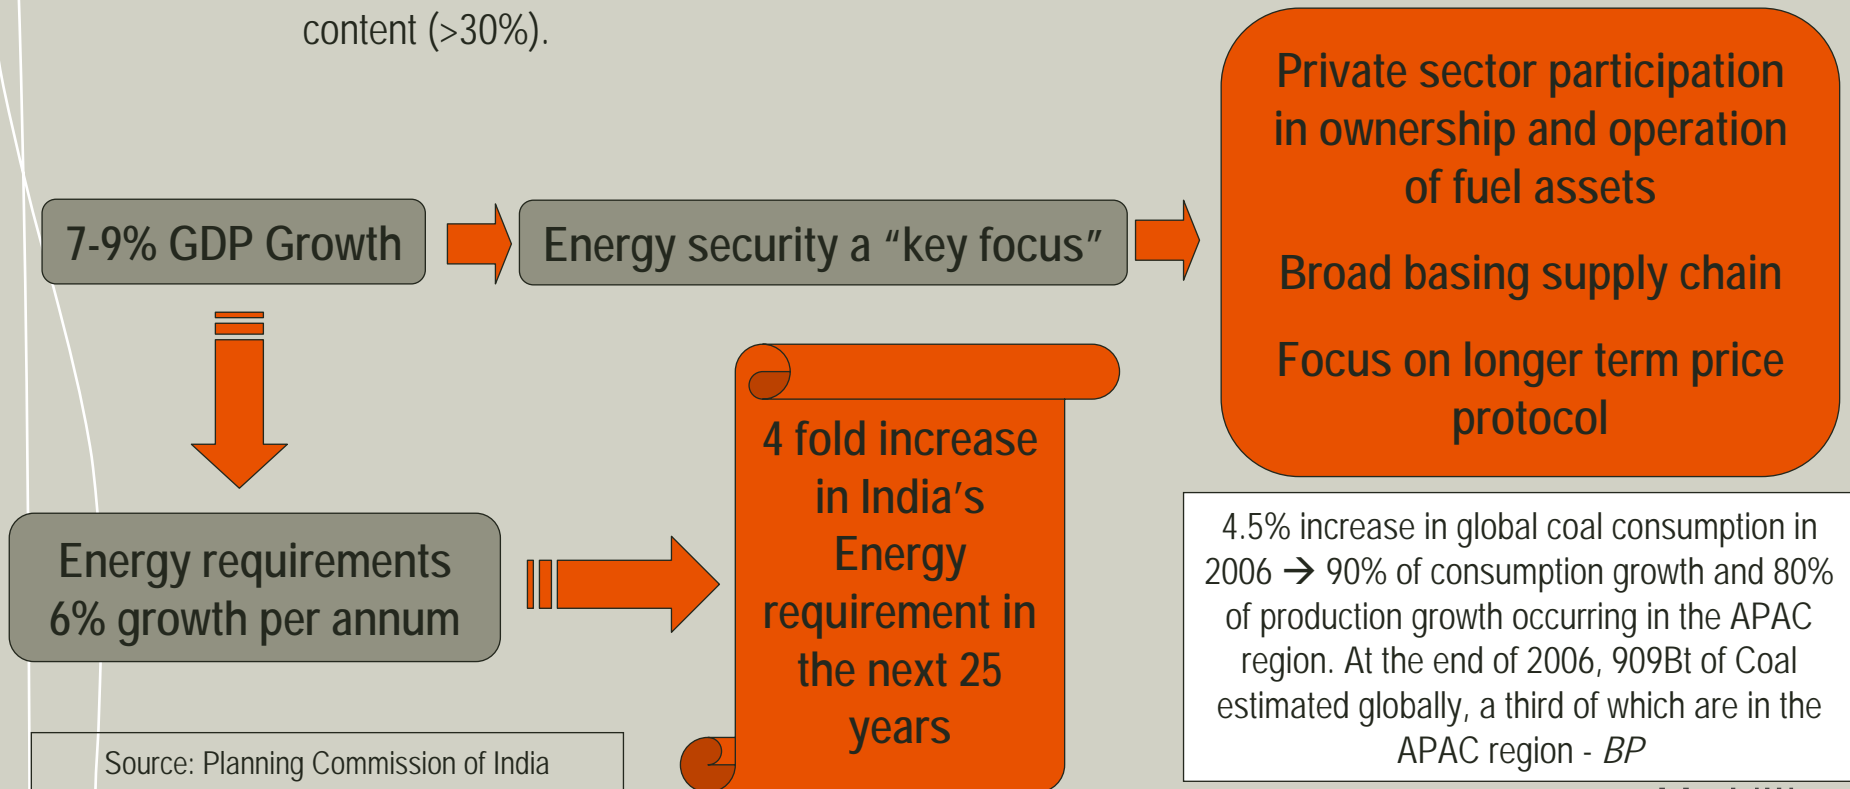 content (>30%).
7-9% GDP Growth
Energy security a “key focus”
Private sector participation
in ownership and operation
of fuel assets
Broad basing supply chain
Focus on longer term price
protocol
Energy requirements
6% growth per annum
4 fold increase
in India’s
Energy
requirement in
the next 25
years
4.5% increase in global coal consumption in
2006 → 90% of consumption growth and 80%
of production growth occurring in the APAC
region. At the end of 2006, 909Bt of Coal
estimated globally, a third of which are in the
APAC region - BP
Source: Planning Commission of India